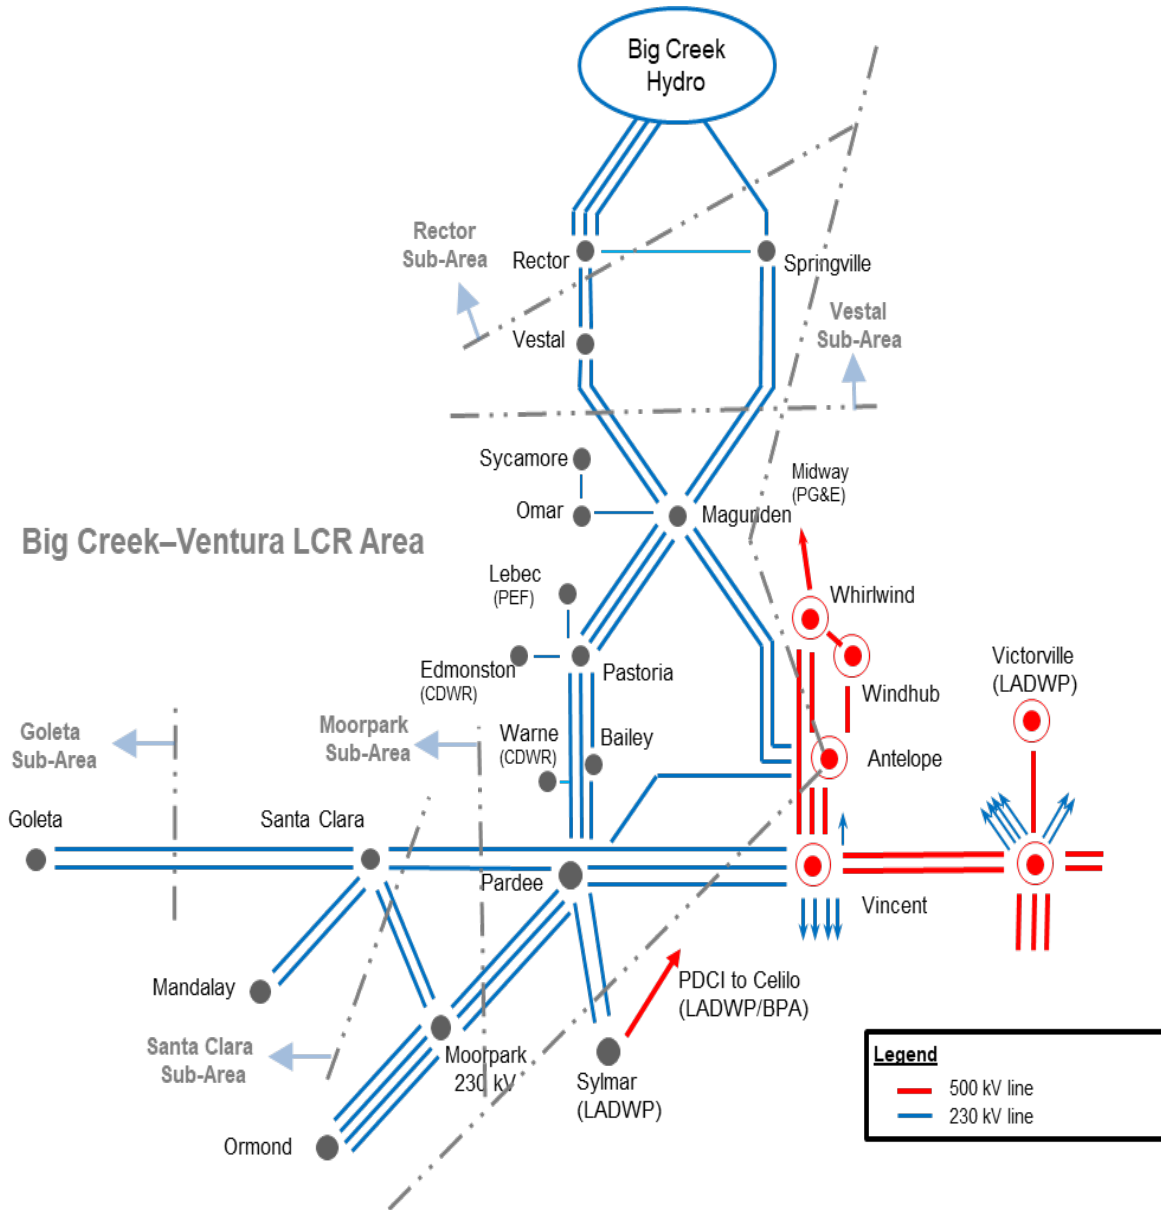 Big Creek
Hydro
Rector
Sub-Area
Rector
Springville
Vestal
Sub-Area
Vestal
Sycamore
Midway
(PG&E)
Omar
Magunden
Big Creek–Ventura LCR Area
Lebec
(PEF)
Whirlwind
Edmonston
(CDWR)
Pastoria
Windhub
Victorville
(LADWP)
Goleta
Sub-Area
Moorpark
Sub-Area
Warne
(CDWR)
Bailey
Antelope
Goleta
Santa Clara
Pardee
Vincent
Mandalay
PDCI to Celilo
(LADWP/BPA)
Santa Clara
Sub-Area
Moorpark
230 kV
Sylmar
(LADWP)
Ormond
Legend
500 kV line
230 kV line